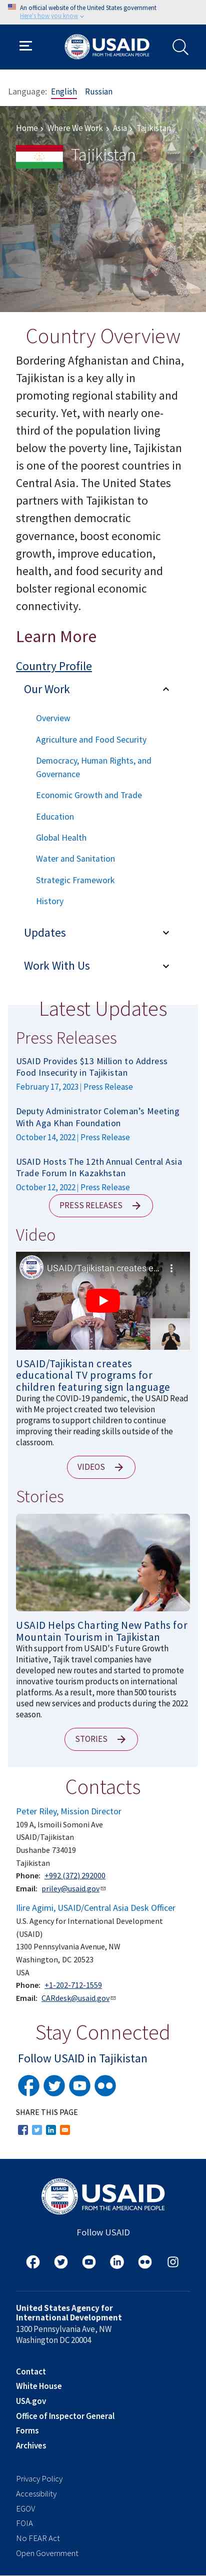 An official website of the United States government
Here's how you know
USAID
FROM THE AMERICAN PEOPLE
Language: English Russian
Home Where We Work Asia Tajikistan
Tajikistan
Country Overview
Bordering Afghanistan and China,
Tajikistan is a key ally in
promoting regional stability and
security. Yet, with nearly one-
third of the population living
below the poverty line, Tajikistan
is one of the poorest countries in
Central Asia. The United States
partners with Tajikistan to
strengthen democratic
governance, boost economic
growth, improve education,
health, and food security and
bolster regional economic
connectivity.
Learn More
Country Profile
Our Work
Overview
Agriculture and Food Security
Democracy, Human Rights, and
Governance
Economic Growth and Trade
Education
Global Health
Water and Sanitation
Strategic Framework
History
Updates
Work With Us
Latest Updates
Press Releases
USAID Provides $13 Million to Address
Food Insecurity in Tajikistan
February 17, 2023 | Press Release
Deputy Administrator Coleman's Meeting
With Aga Khan Foundation
October 14, 2022 | Press Release
USAID Hosts The 12th Annual Central Asia
Trade Forum In Kazakhstan
October 12, 2022 | Press Release
PRESS RELEASES
Video
USAID/Tajikistan creates e...
USAID/Tajikistan creates
educational TV programs for
children featuring sign language
During the COVID-19 pandemic, the USAID Read
with Me project created two television
programs to support children to continue
improving their reading skills outside of the
classroom.
VIDEOS
Stories
USAID Helps Charting New Paths for
Mountain Tourism in Tajikistan
With support from USAID's Future Growth
Initiative, Tajik travel companies have
developed new routes and started to promote
innovative tourism products on international
platforms. As a result, more than 500 tourists
used new services and products during the 2022
season.
STORIES
Contacts
Peter Riley, Mission Director
109 A, Ismoili Somoni Ave
USAID/Tajikistan
Dushanbe 734019
Tajikistan
Phone: +992 (372) 292000
Email: priley@usaid.gov
Ilire Agimi, USAID/Central Asia Desk Officer
U.S. Agency for International Development
(USAID)
1300 Pennsylvania Avenue, NW
Washington, DC 20523
USA
Phone: +1-202-712-1559
Email: CARdesk@usaid.gov
Stay Connected
Follow USAID in Tajikistan
SHARE THIS PAGE
USAID
FROM THE AMERICAN PEOPLE
Follow USAID
United States Agency for
International Development
1300 Pennsylvania Ave, NW
Washington DC 20004
Contact
White House
USA.gov
Office of Inspector General
Forms
Archives
Privacy Policy
Accessibility
EGOV
FOIA
No FEAR Act
Open Government